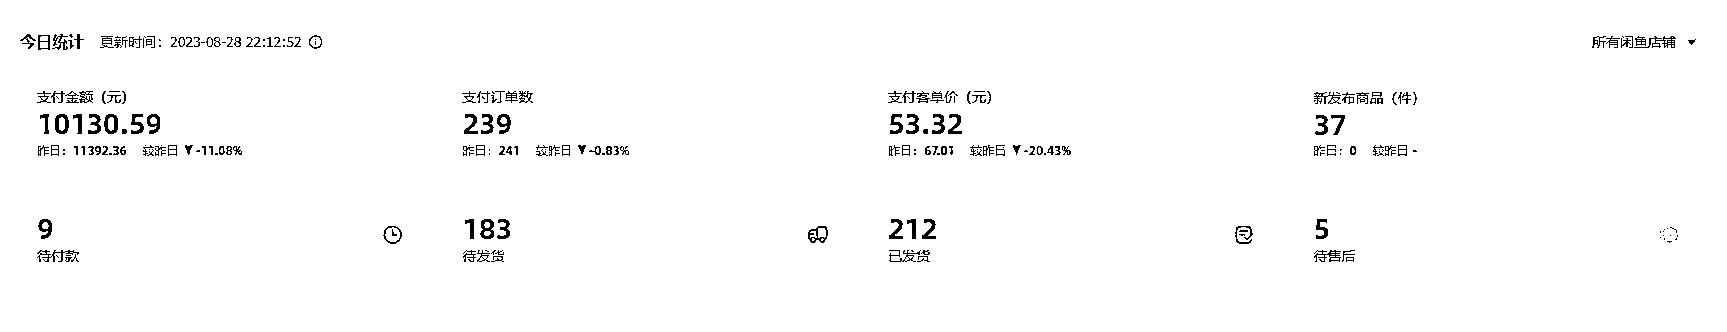 今日统计 更新时间：2023-08-28 22:12:52 所有闲鱼店铺
支付金额（元） 支付订单数 支付客单价（元） 新发布商品（件）
10130.59 239 53.32 37
昨日：11392.36 较昨日 ▼-11.08% 昨日：241 较昨日 ▼-0.83% 昨日：67.01 较昨日 ▼-20.43% 昨日：0 较昨日 -
9 183 212 5
待付款 待发货 已发货 待售后